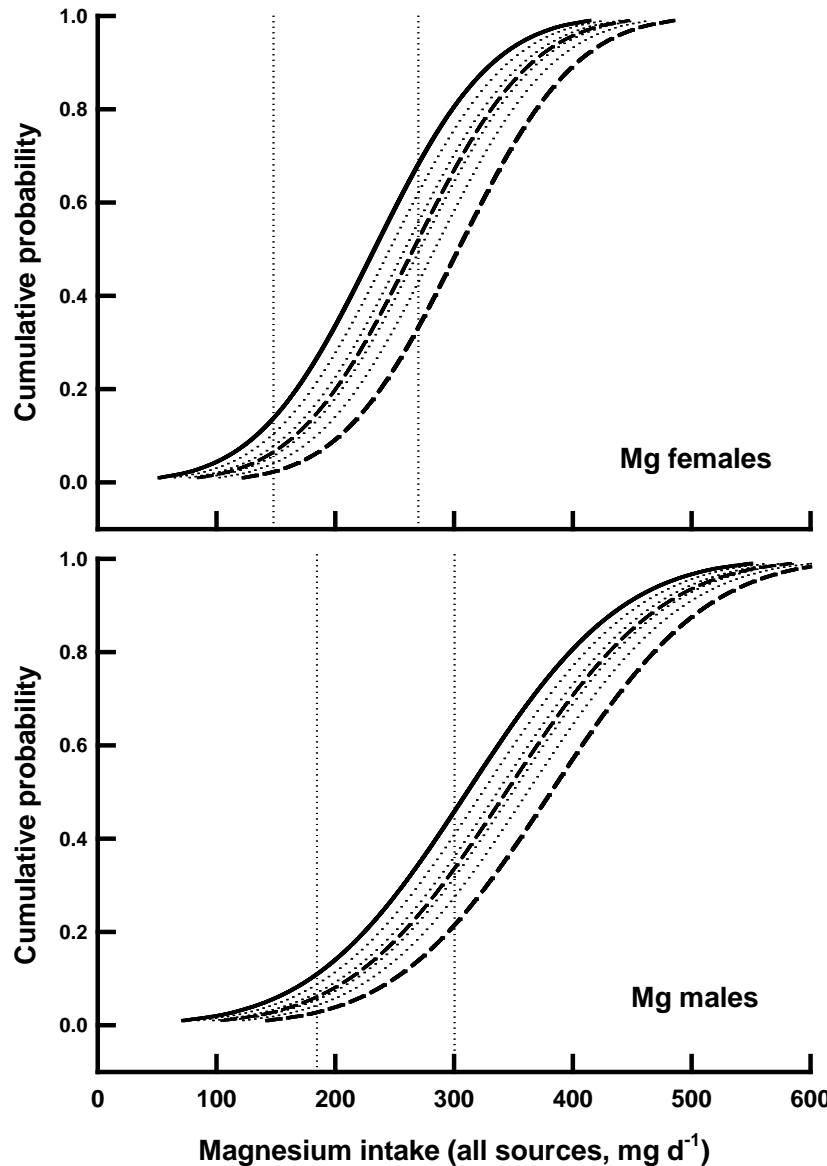 1.0
0.8
0.6
0.4
0.2
0.0
Cumulative probability
Mg females
1.0
0.8
0.6
0.4
0.2
0.0
Cumulative probability
Mg males
0 100 200 300 400 500 600
Magnesium intake (all sources, mg d-1)